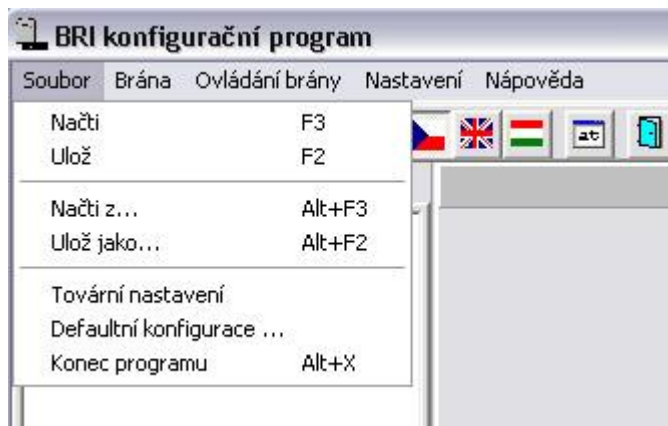 BRI konfigurační program
Soubor Brána Ovládání brány Nastavení Nápověda
Načti F3
Ulož F2
at
Načti z... Alt+F3
Ulož jako... Alt+F2
Tovární nastavení
Defaultní konfigurace ...
Konec programu Alt+X